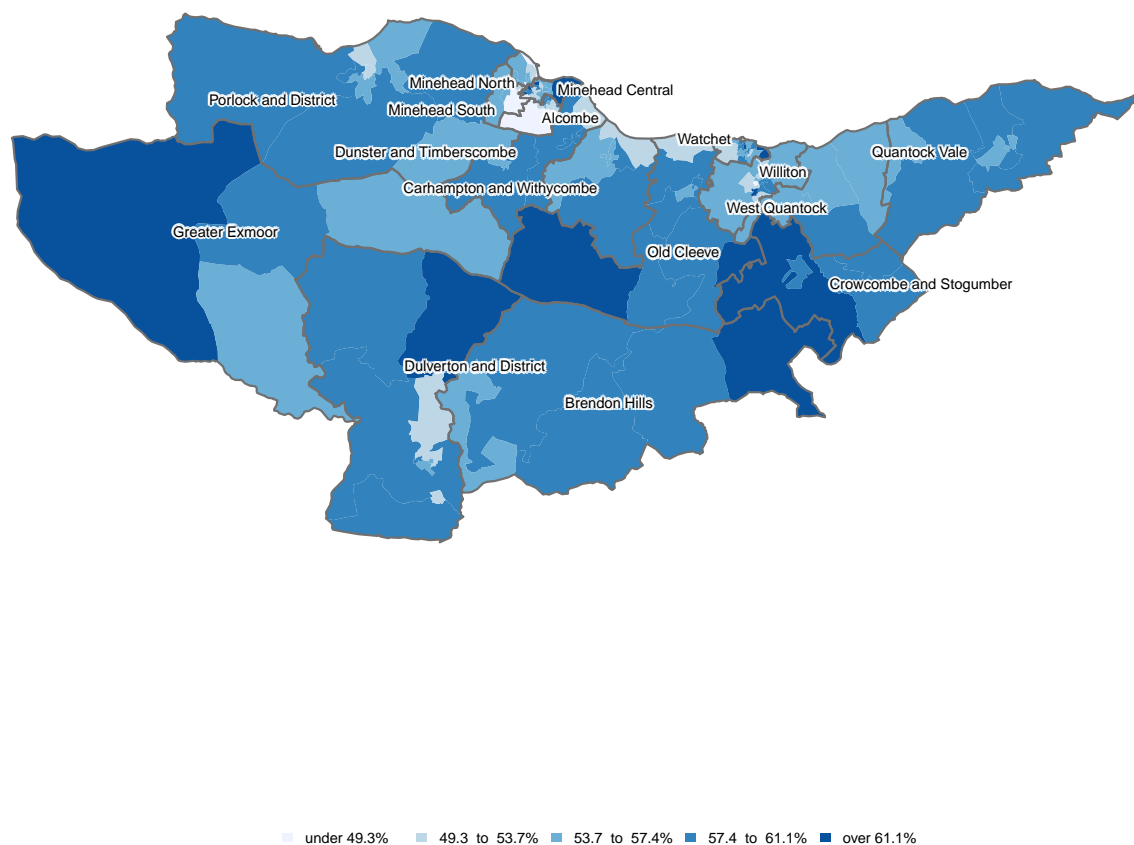 Minehead North
Minehead Central
Porlock and District
Minehead South
Alcombe
Watchet
Dunster and Timberscombe
Quantock Vale
Williton
Carhampton and Withycombe
West Quantock
Greater Exmoor
Old Cleeve
Crowcombe and Stogumber
Dulverton and District
Brendon Hills
under 49.3% 49.3 to 53.7% 53.7 to 57.4% 57.4 to 61.1% over 61.1%